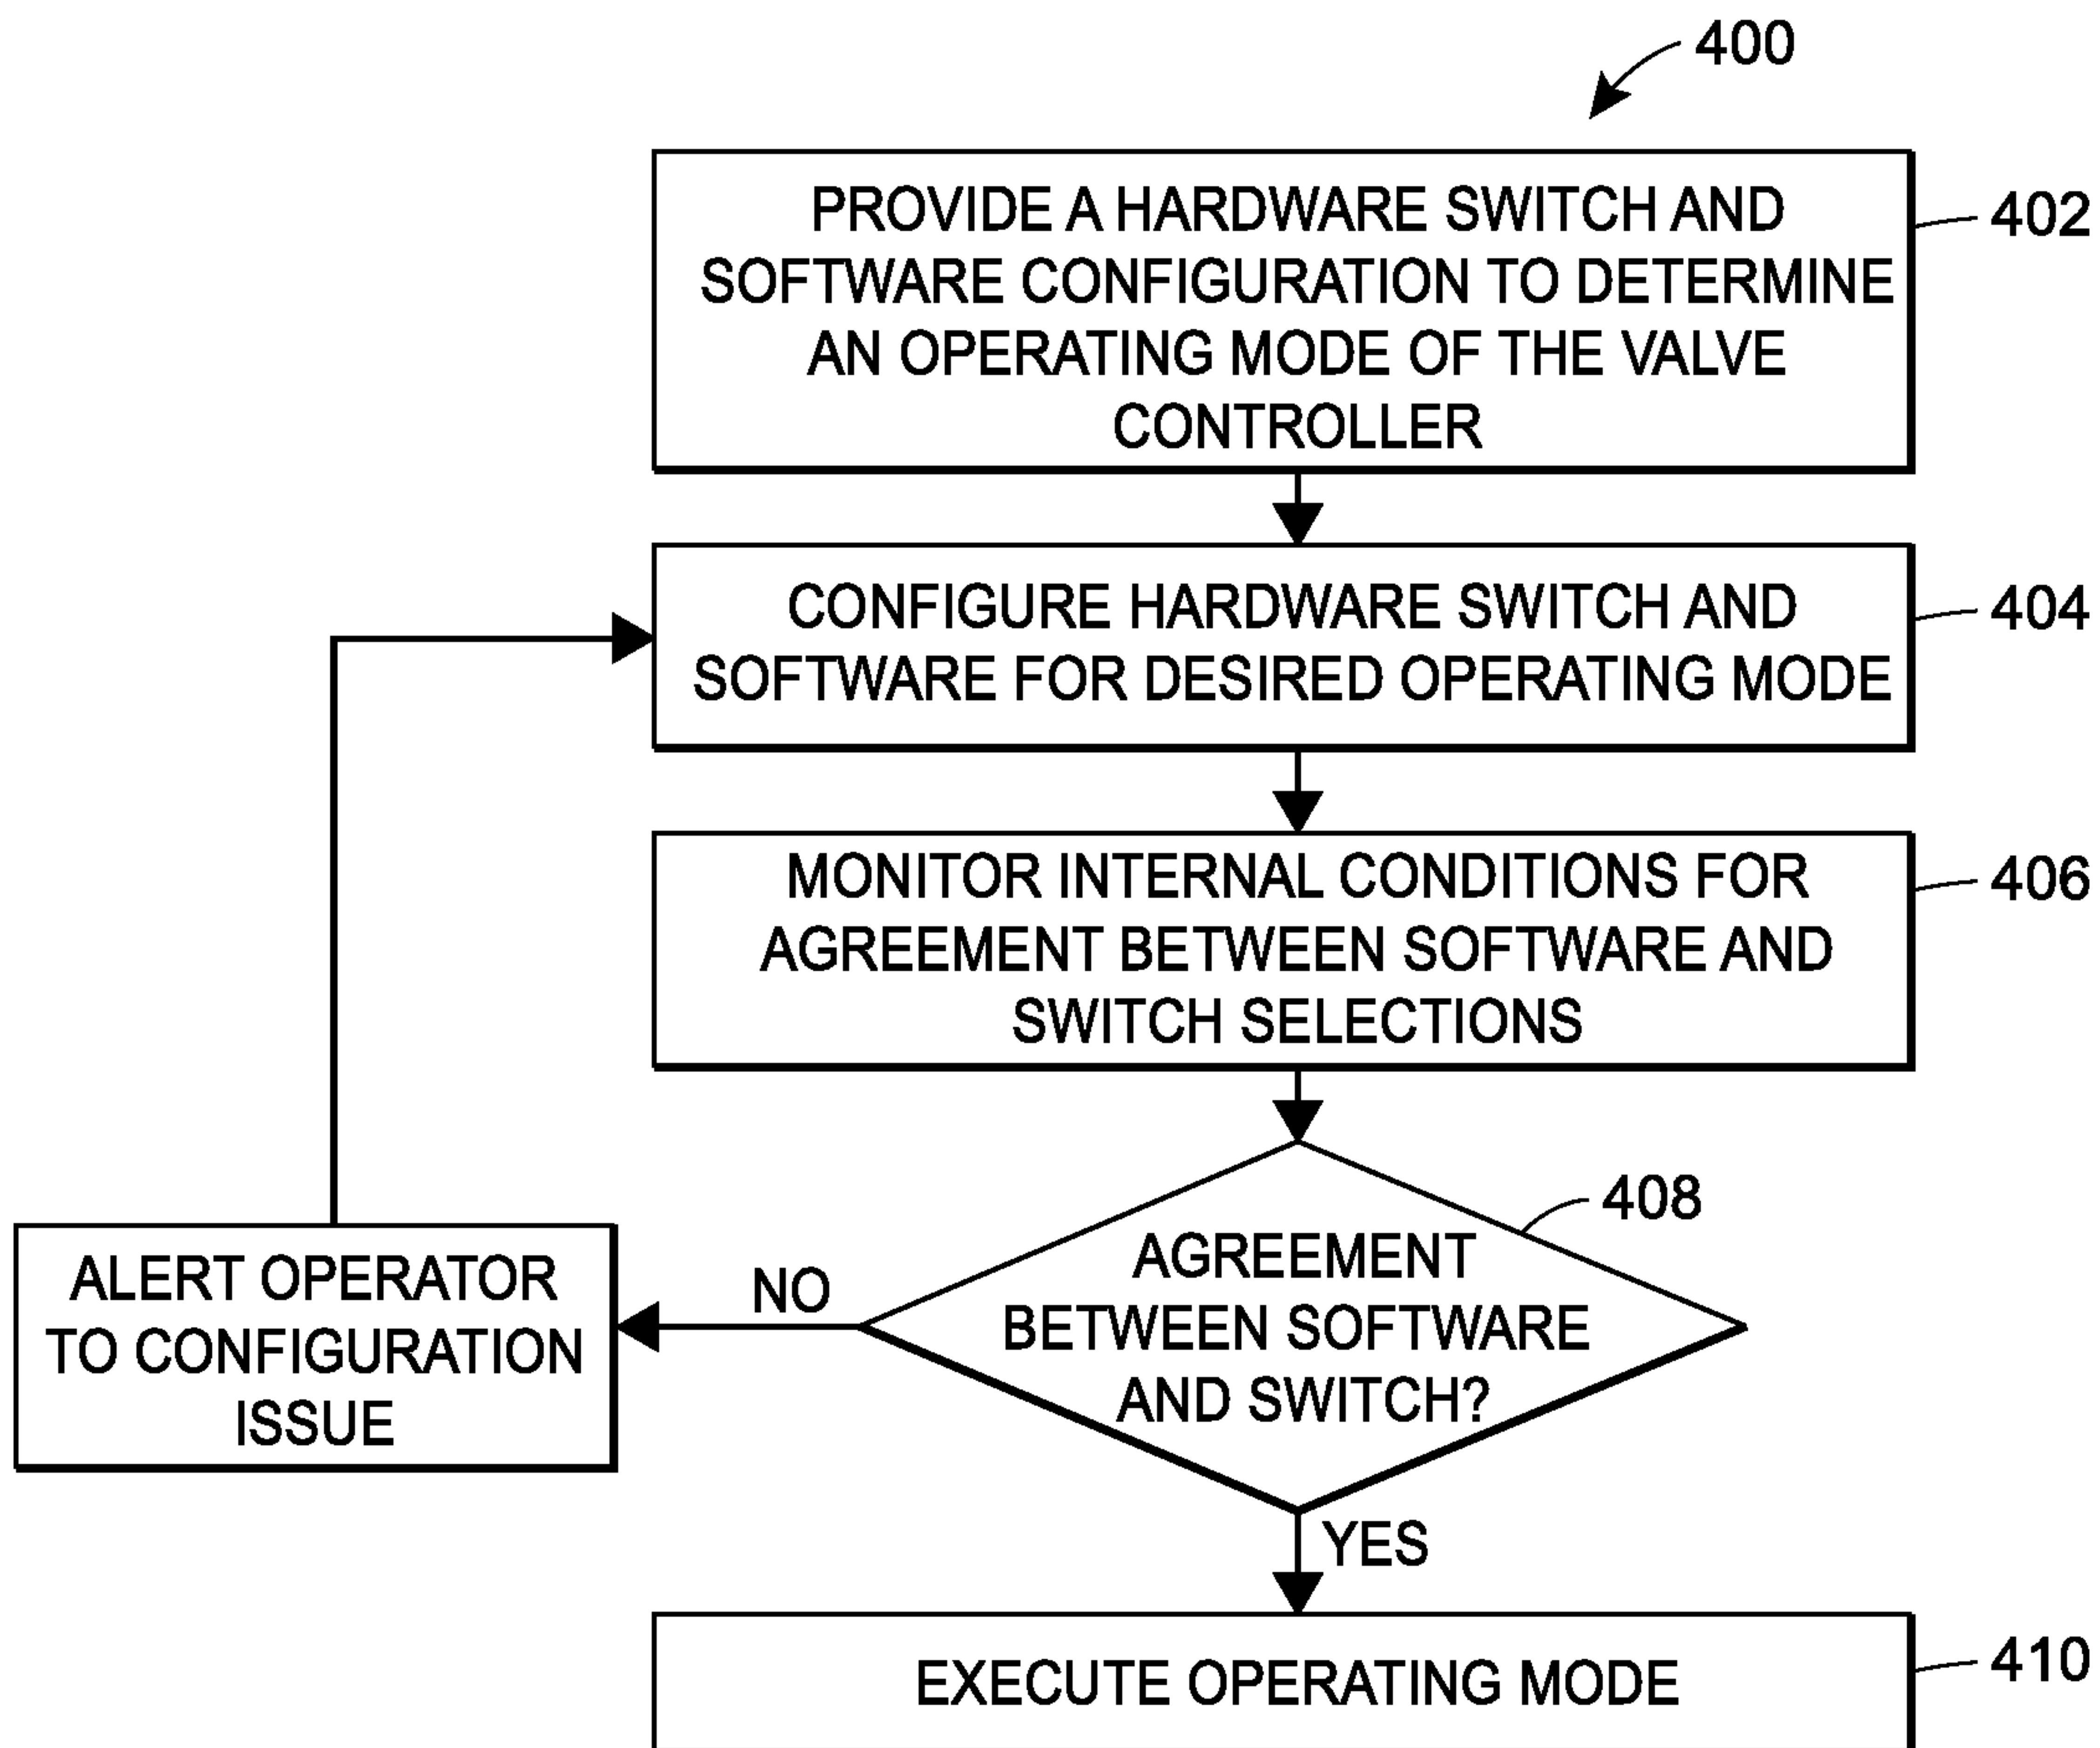 400
PROVIDE A HARDWARE SWITCH AND
SOFTWARE CONFIGURATION TO DETERMINE
AN OPERATING MODE OF THE VALVE
CONTROLLER
402
CONFIGURE HARDWARE SWITCH AND
SOFTWARE FOR DESIRED OPERATING MODE
404
MONITOR INTERNAL CONDITIONS FOR
AGREEMENT BETWEEN SOFTWARE AND
SWITCH SELECTIONS
406
AGREEMENT
BETWEEN SOFTWARE
AND SWITCH?
408
NO
ALERT OPERATOR
TO CONFIGURATION
ISSUE
YES
EXECUTE OPERATING MODE
410